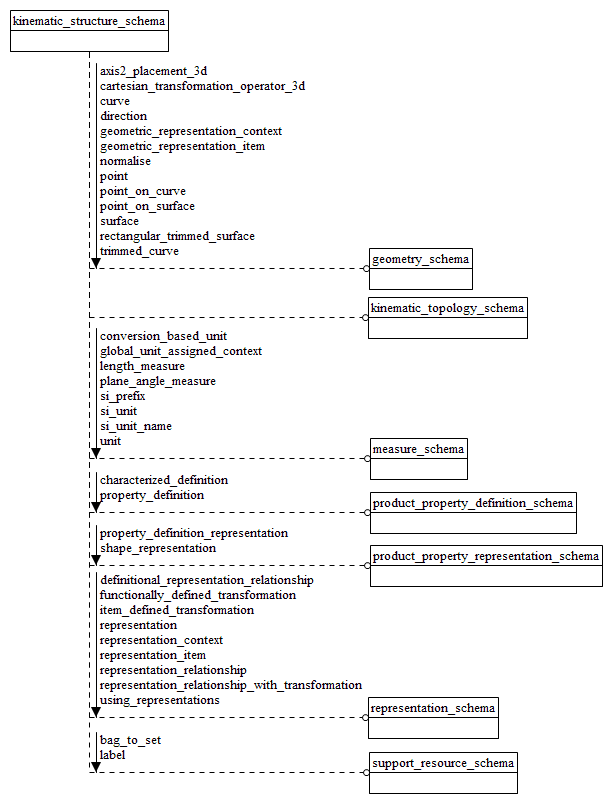 kinematic_structure_schema
axis2_placement_3d
cartesian_transformation_operator_3d
curve
direction
geometric_representation_context
geometric_representation_item
normalise
point
point_on_curve
point_on_surface
surface
rectangular_trimmed_surface
trimmed_curve
geometry_schema
kinematic_topology_schema
conversion_based_unit
global_unit_assigned_context
length_measure
plane_angle_measure
si_prefix
si_unit
si_unit_name
unit
measure_schema
characterized_definition
property_definition
product_property_definition_schema
property_definition_representation
shape_representation
product_property_representation_schema
definitional_representation_relationship
functionally_defined_transformation
item_defined_transformation
representation
representation_context
representation_item
representation_relationship
representation_relationship_with_transformation
using_representations
representation_schema
bag_to_set
label
support_resource_schema